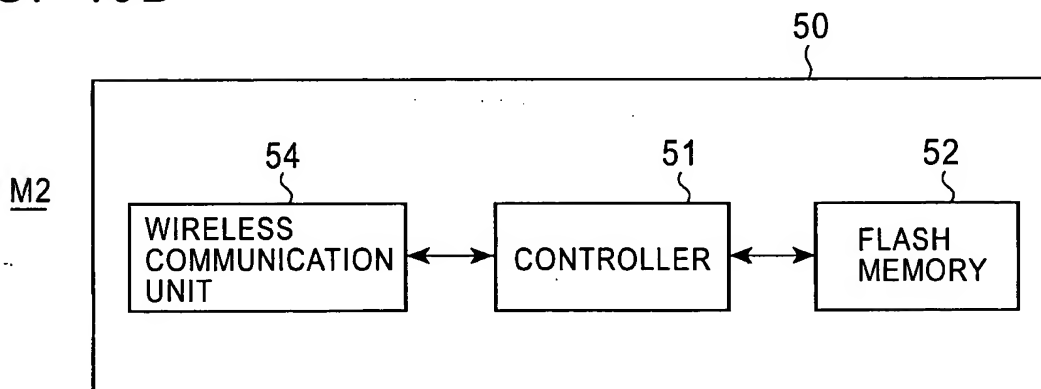 50
54
51
52
M2
WIRELESS
COMMUNICATION
UNIT
CONTROLLER
FLASH
MEMORY